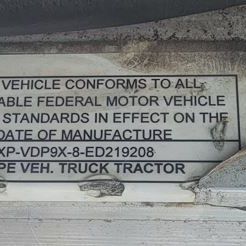 VEHICLE CONFORMS TO ALL
ABLE FEDERAL MOTOR VEHICLE
STANDARDS IN EFFECT ON THE
DATE OF MANUFACTURE
XP-VDP9X-8-ED219208
PE VEH. TRUCK TRACTOR